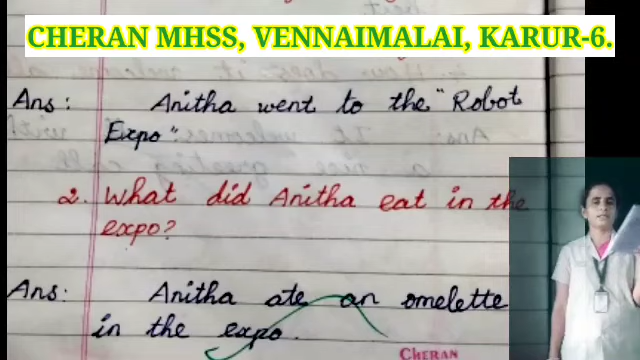 CHERAN MHSS, VENNAIMALAI, KARUR-6.
Ans: Anitha went to the "Robot
Expo".
2. What did Anitha eat in the
expo?
Ans: Anitha ate an omelette
in the expo.
CHERAN